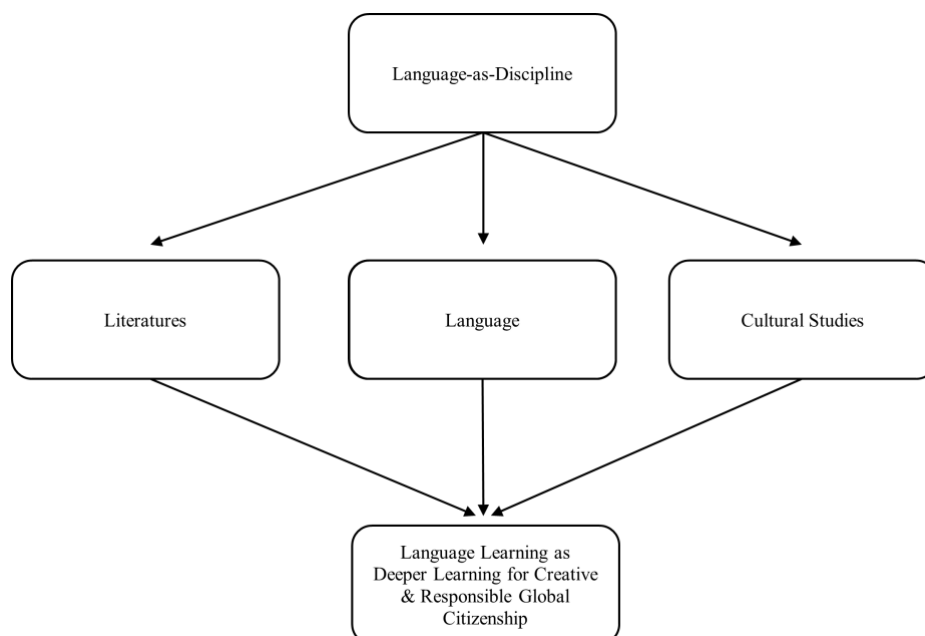 Language-as-Discipline
Literatures
Language
Cultural Studies
Language Learning as
Deeper Learning for Creative
& Responsible Global
Citizenship